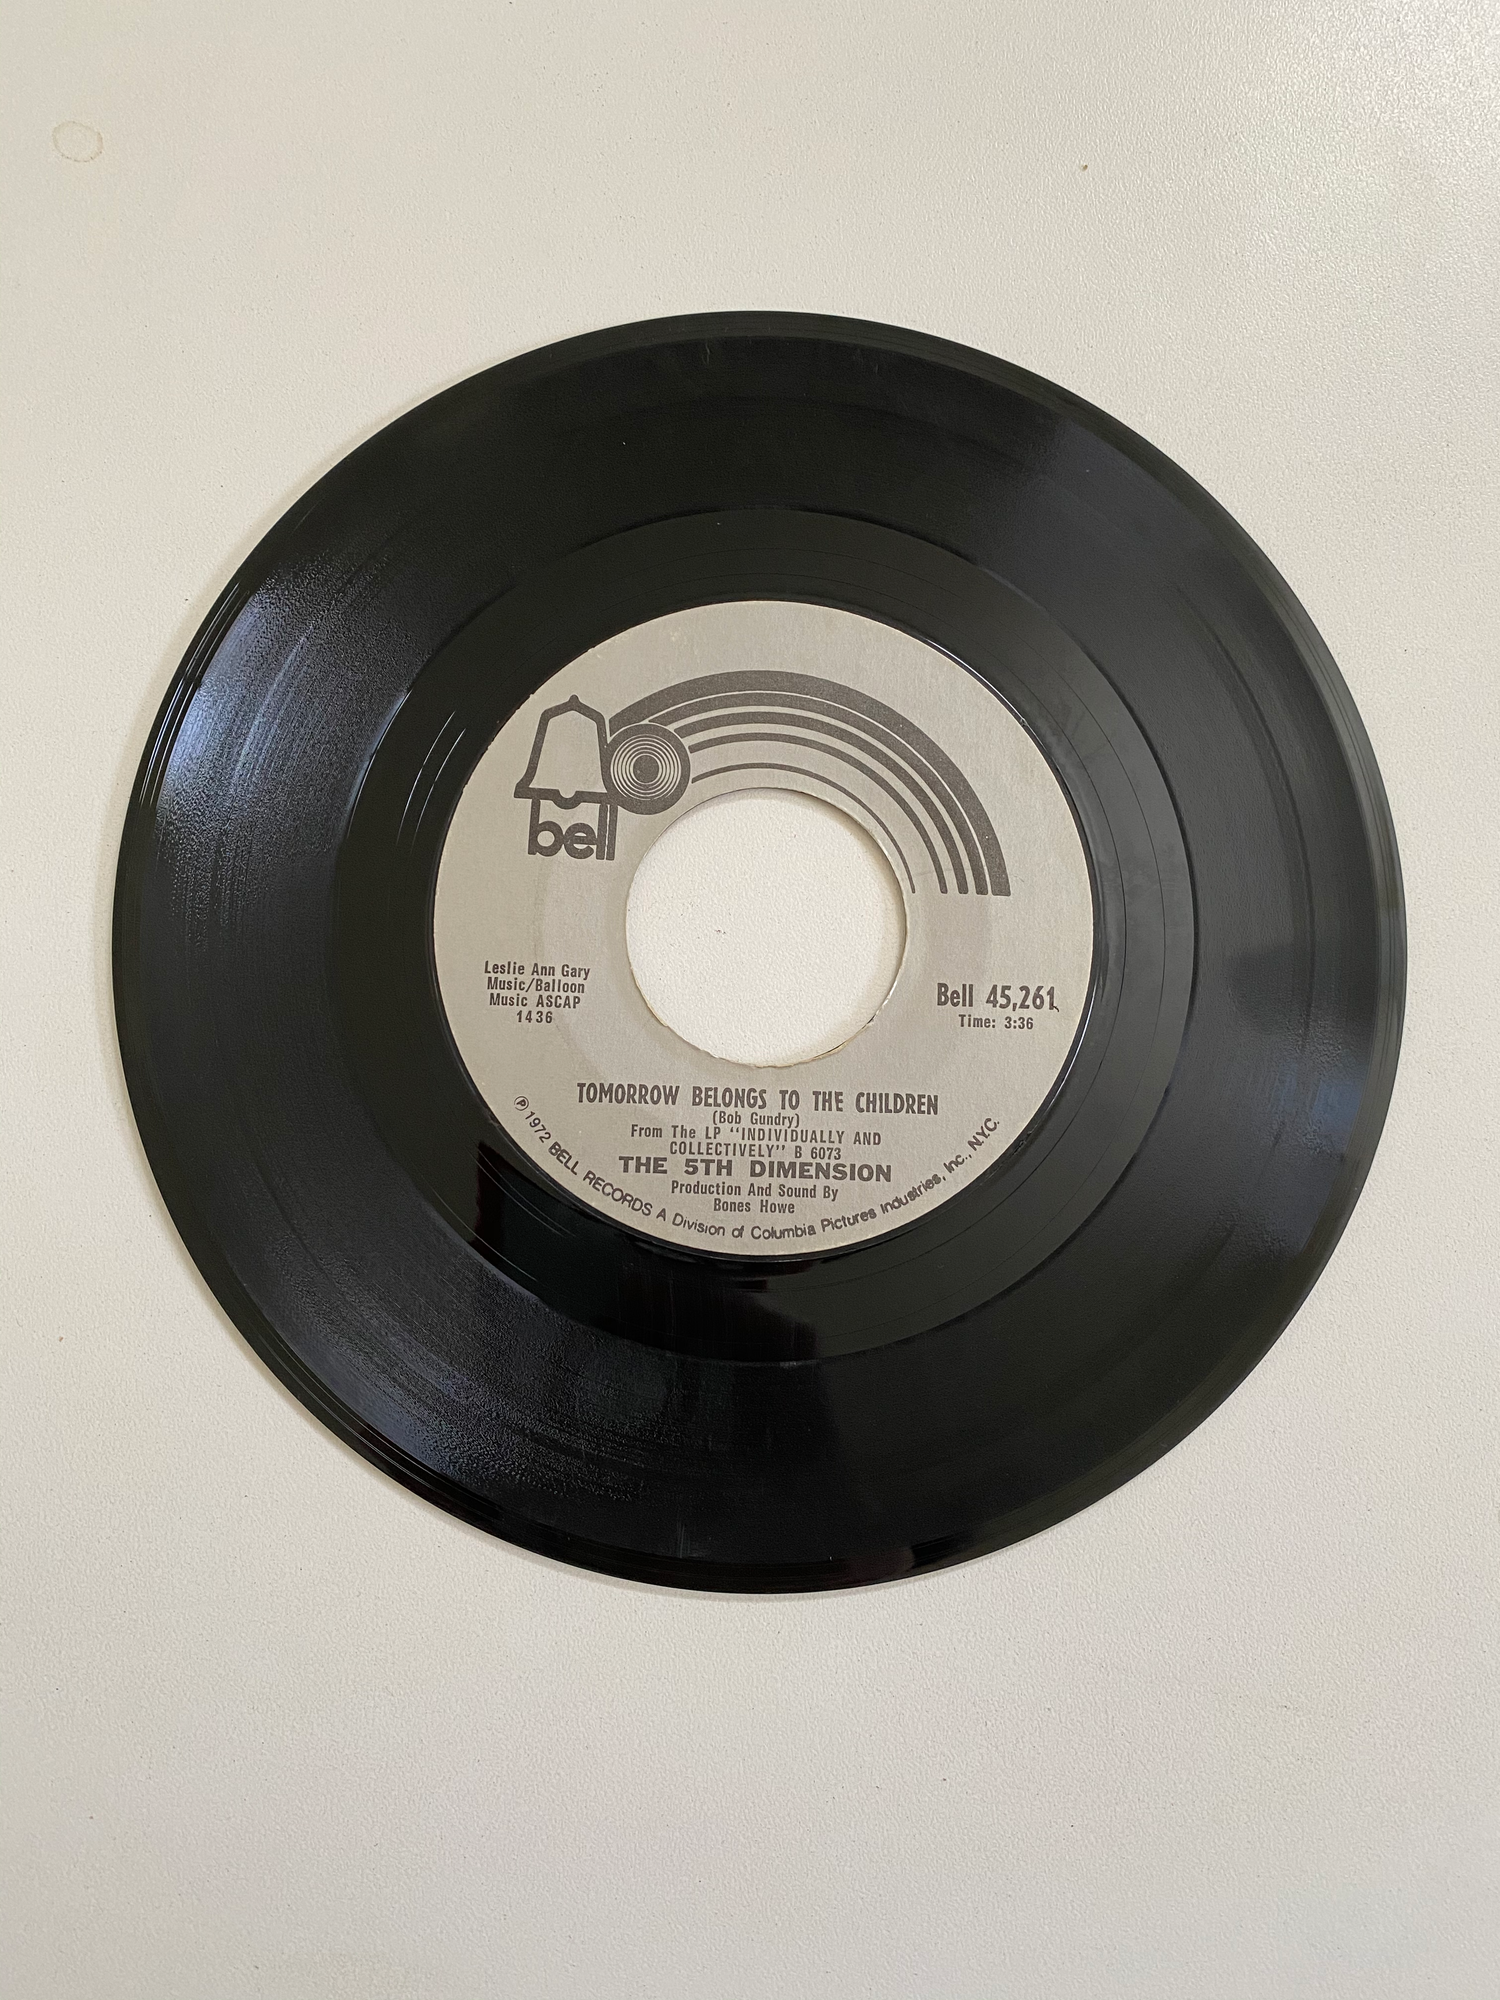 bell
Leslie Ann Gary
Music/Balloon
Music ASCAP
1436
Bell 45,261
Time: 3:36
TOMORROW BELONGS TO THE CHILDREN
(Bob Gundry)
From The LP "INDIVIDUALLY AND
COLLECTIVELY" B 6073
THE 5TH DIMENSION
Production And Sound By
Bones Howe
℗ 1972 BELL RECORDS A Division of Columbia Pictures Industries, Inc., N.Y.C.